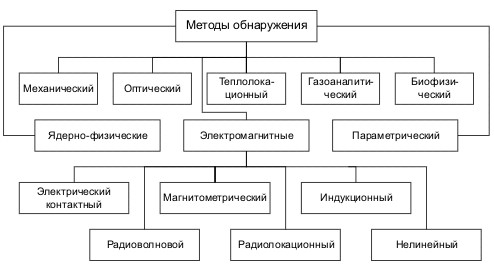 Методы обнаружения
Механический
Оптический
Теплолока-
ционный
Газоаналити-
ческий
Биофизи-
ческий
Ядерно-физические
Электромагнитные
Параметрический
Электрический
контактный
Магнитометрический
Индукционный
Радиоволновой
Радиолокационный
Нелинейный